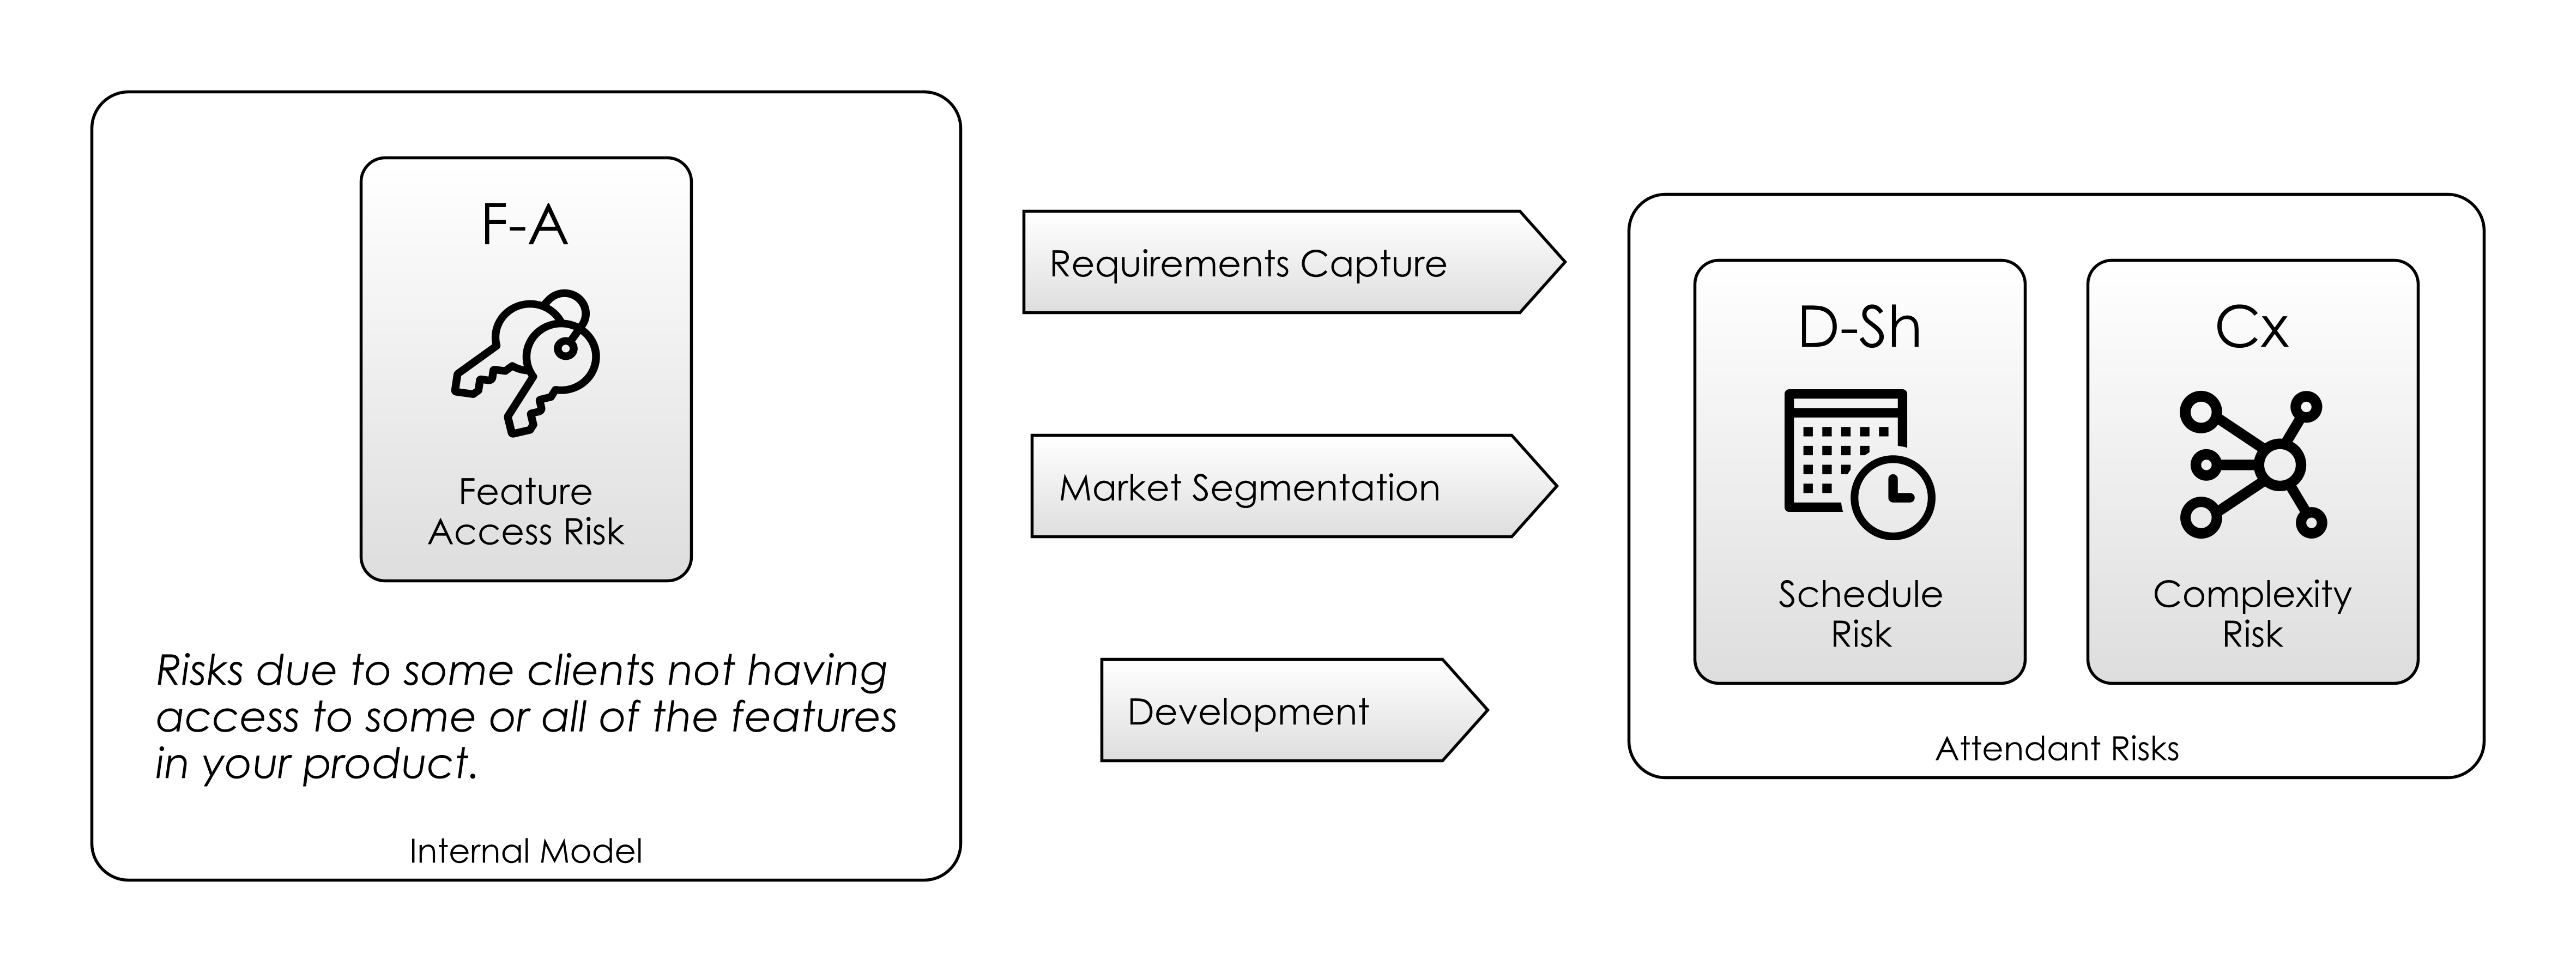 F-A
Feature
Access Risk
Risks due to some clients not having
access to some or all of the features
in your product.
Internal Model
Requirements Capture
Market Segmentation
Development
D-Sh
Schedule
Risk
Cx
Complexity
Risk
Attendant Risks